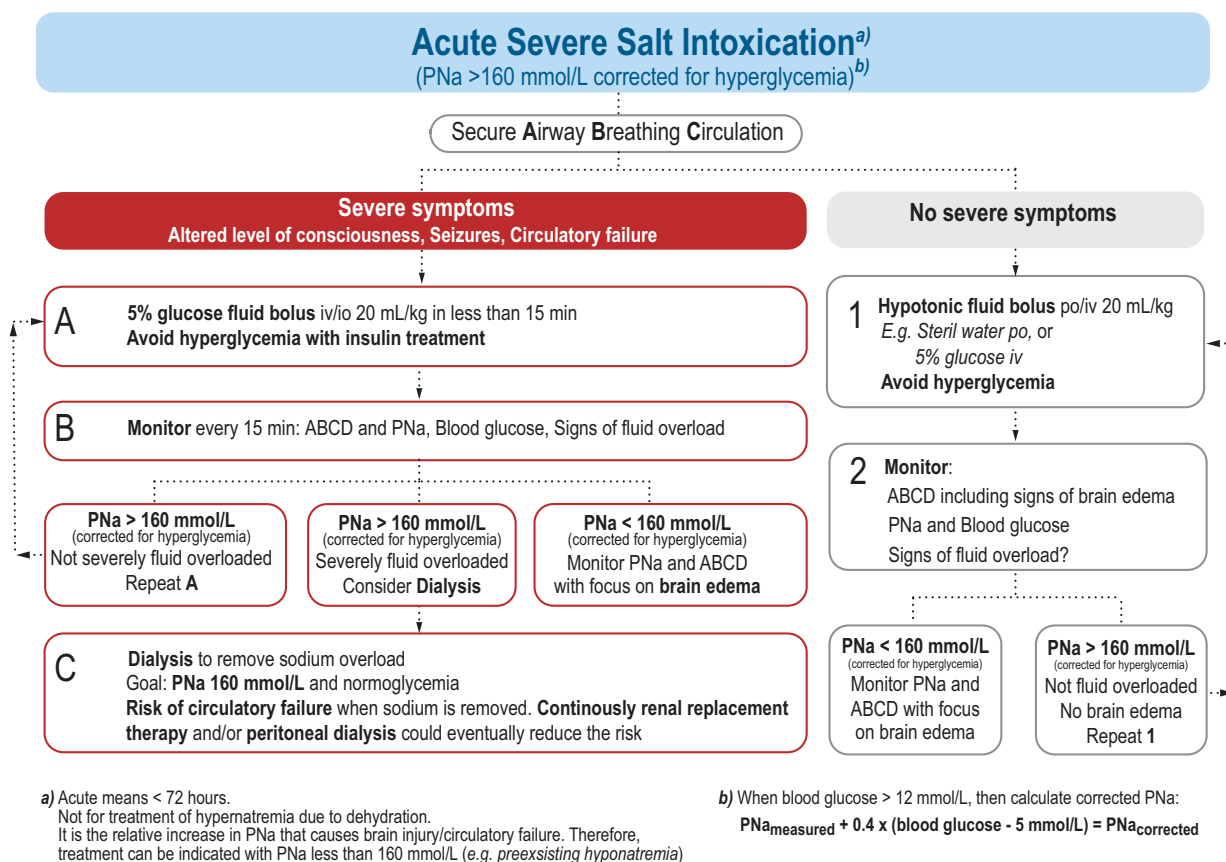 Acute Severe Salt Intoxication a)
(PNa >160 mmol/L corrected for hyperglycemia) b)
Secure Airway Breathing Circulation
Severe symptoms
Altered level of consciousness, Seizures, Circulatory failure
A
5% glucose fluid bolus iv/io 20 mL/kg in less than 15 min
Avoid hyperglycemia with insulin treatment
B
Monitor every 15 min: ABCD and PNa, Blood glucose, Signs of fluid overload
PNa > 160 mmol/L
(corrected for hyperglycemia)
Not severely fluid overloaded
Repeat A
PNa > 160 mmol/L
(corrected for hyperglycemia)
Severely fluid overloaded
Consider Dialysis
PNa < 160 mmol/L
(corrected for hyperglycemia)
Monitor PNa and ABCD
with focus on brain edema
C
Dialysis to remove sodium overload
Goal: PNa 160 mmol/L and normoglycemia
Risk of circulatory failure when sodium is removed. Continously renal replacement
therapy and/or peritoneal dialysis could eventually reduce the risk
No severe symptoms
1
Hypotonic fluid bolus po/iv 20 mL/kg
E.g. Steril water po, or
5% glucose iv
Avoid hyperglycemia
2
Monitor:
ABCD including signs of brain edema
PNa and Blood glucose
Signs of fluid overload?
PNa < 160 mmol/L
(corrected for hyperglycemia)
Monitor PNa and
ABCD with focus
on brain edema
PNa > 160 mmol/L
(corrected for hyperglycemia)
Not fluid overloaded
No brain edema
Repeat 1
a) Acute means < 72 hours.
Not for treatment of hypernatremia due to dehydration.
It is the relative increase in PNa that causes brain injury/circulatory failure. Therefore,
treatment can be indicated with PNa less than 160 mmol/L (e.g. preexsisting hyponatremia)
b) When blood glucose > 12 mmol/L, then calculate corrected PNa:
PNa measured + 0.4 x (blood glucose - 5 mmol/L) = PNa corrected